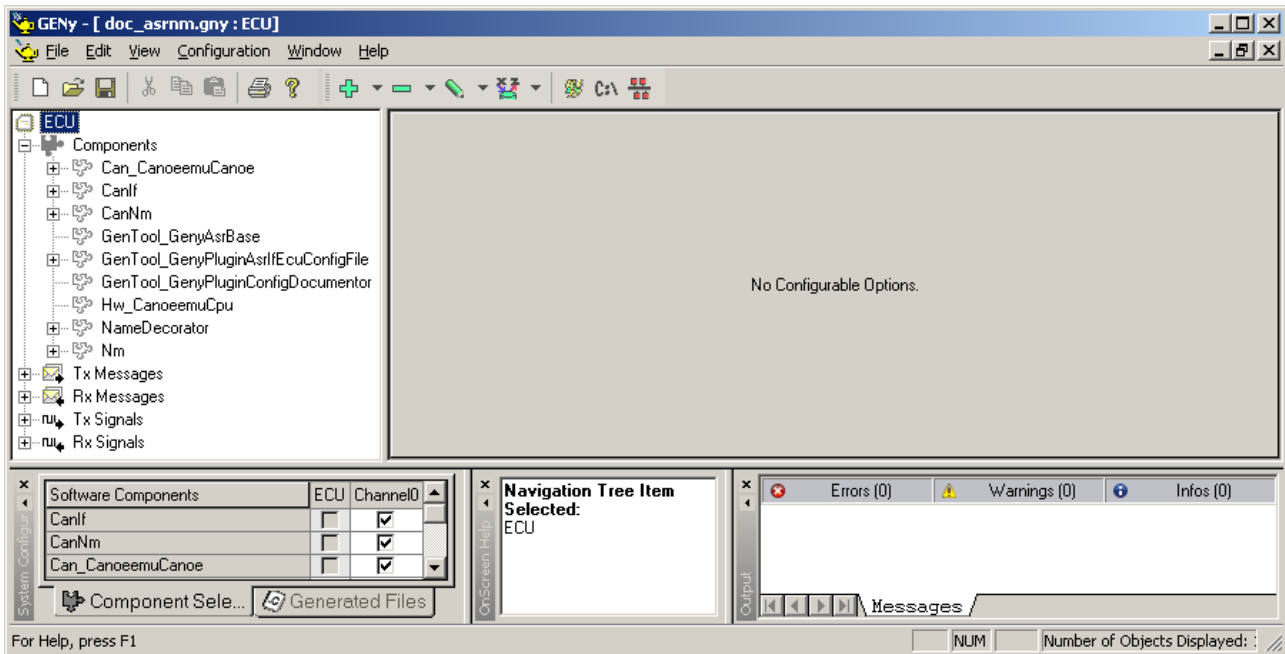 GENy - [ doc_asrnm.gny : ECU]
File Edit View Configuration Window Help
C:\
ECU
Components
Can_CanoeemuCanoe
CanIf
CanNm
GenTool_GenyAsrBase
GenTool_GenyPluginAsrIfEcuConfigFile
GenTool_GenyPluginConfigDocumentor
Hw_CanoeemuCpu
NameDecorator
Nm
Tx Messages
Rx Messages
Tx Signals
Rx Signals
No Configurable Options.
System Configur
Software Components ECU Channel0
CanIf
CanNm
Can_CanoeemuCanoe
Component Sele... Generated Files
OnScreen Help
Navigation Tree Item
Selected:
ECU
Output
Errors (0) Warnings (0) Infos (0)
Messages
For Help, press F1 NUM Number of Objects Displayed: